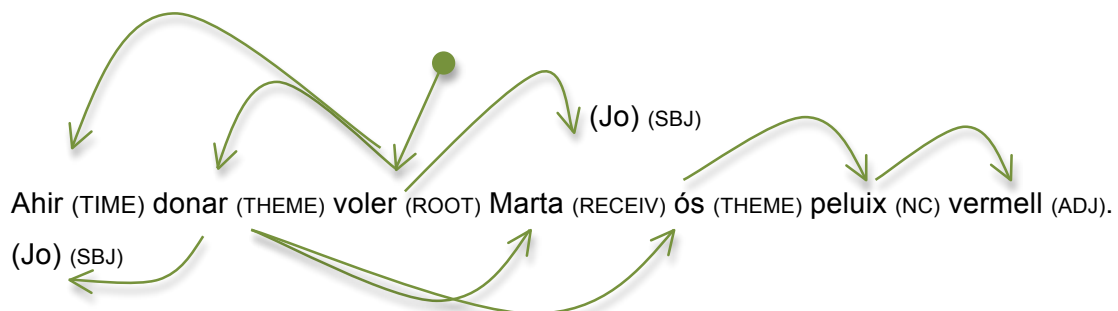 (Jo) (SBJ)
Ahir (TIME) donar (THEME) voler (ROOT) Marta (RECEIV) ós (THEME) peluix (NC) vermell (ADJ).
(Jo) (SBJ)